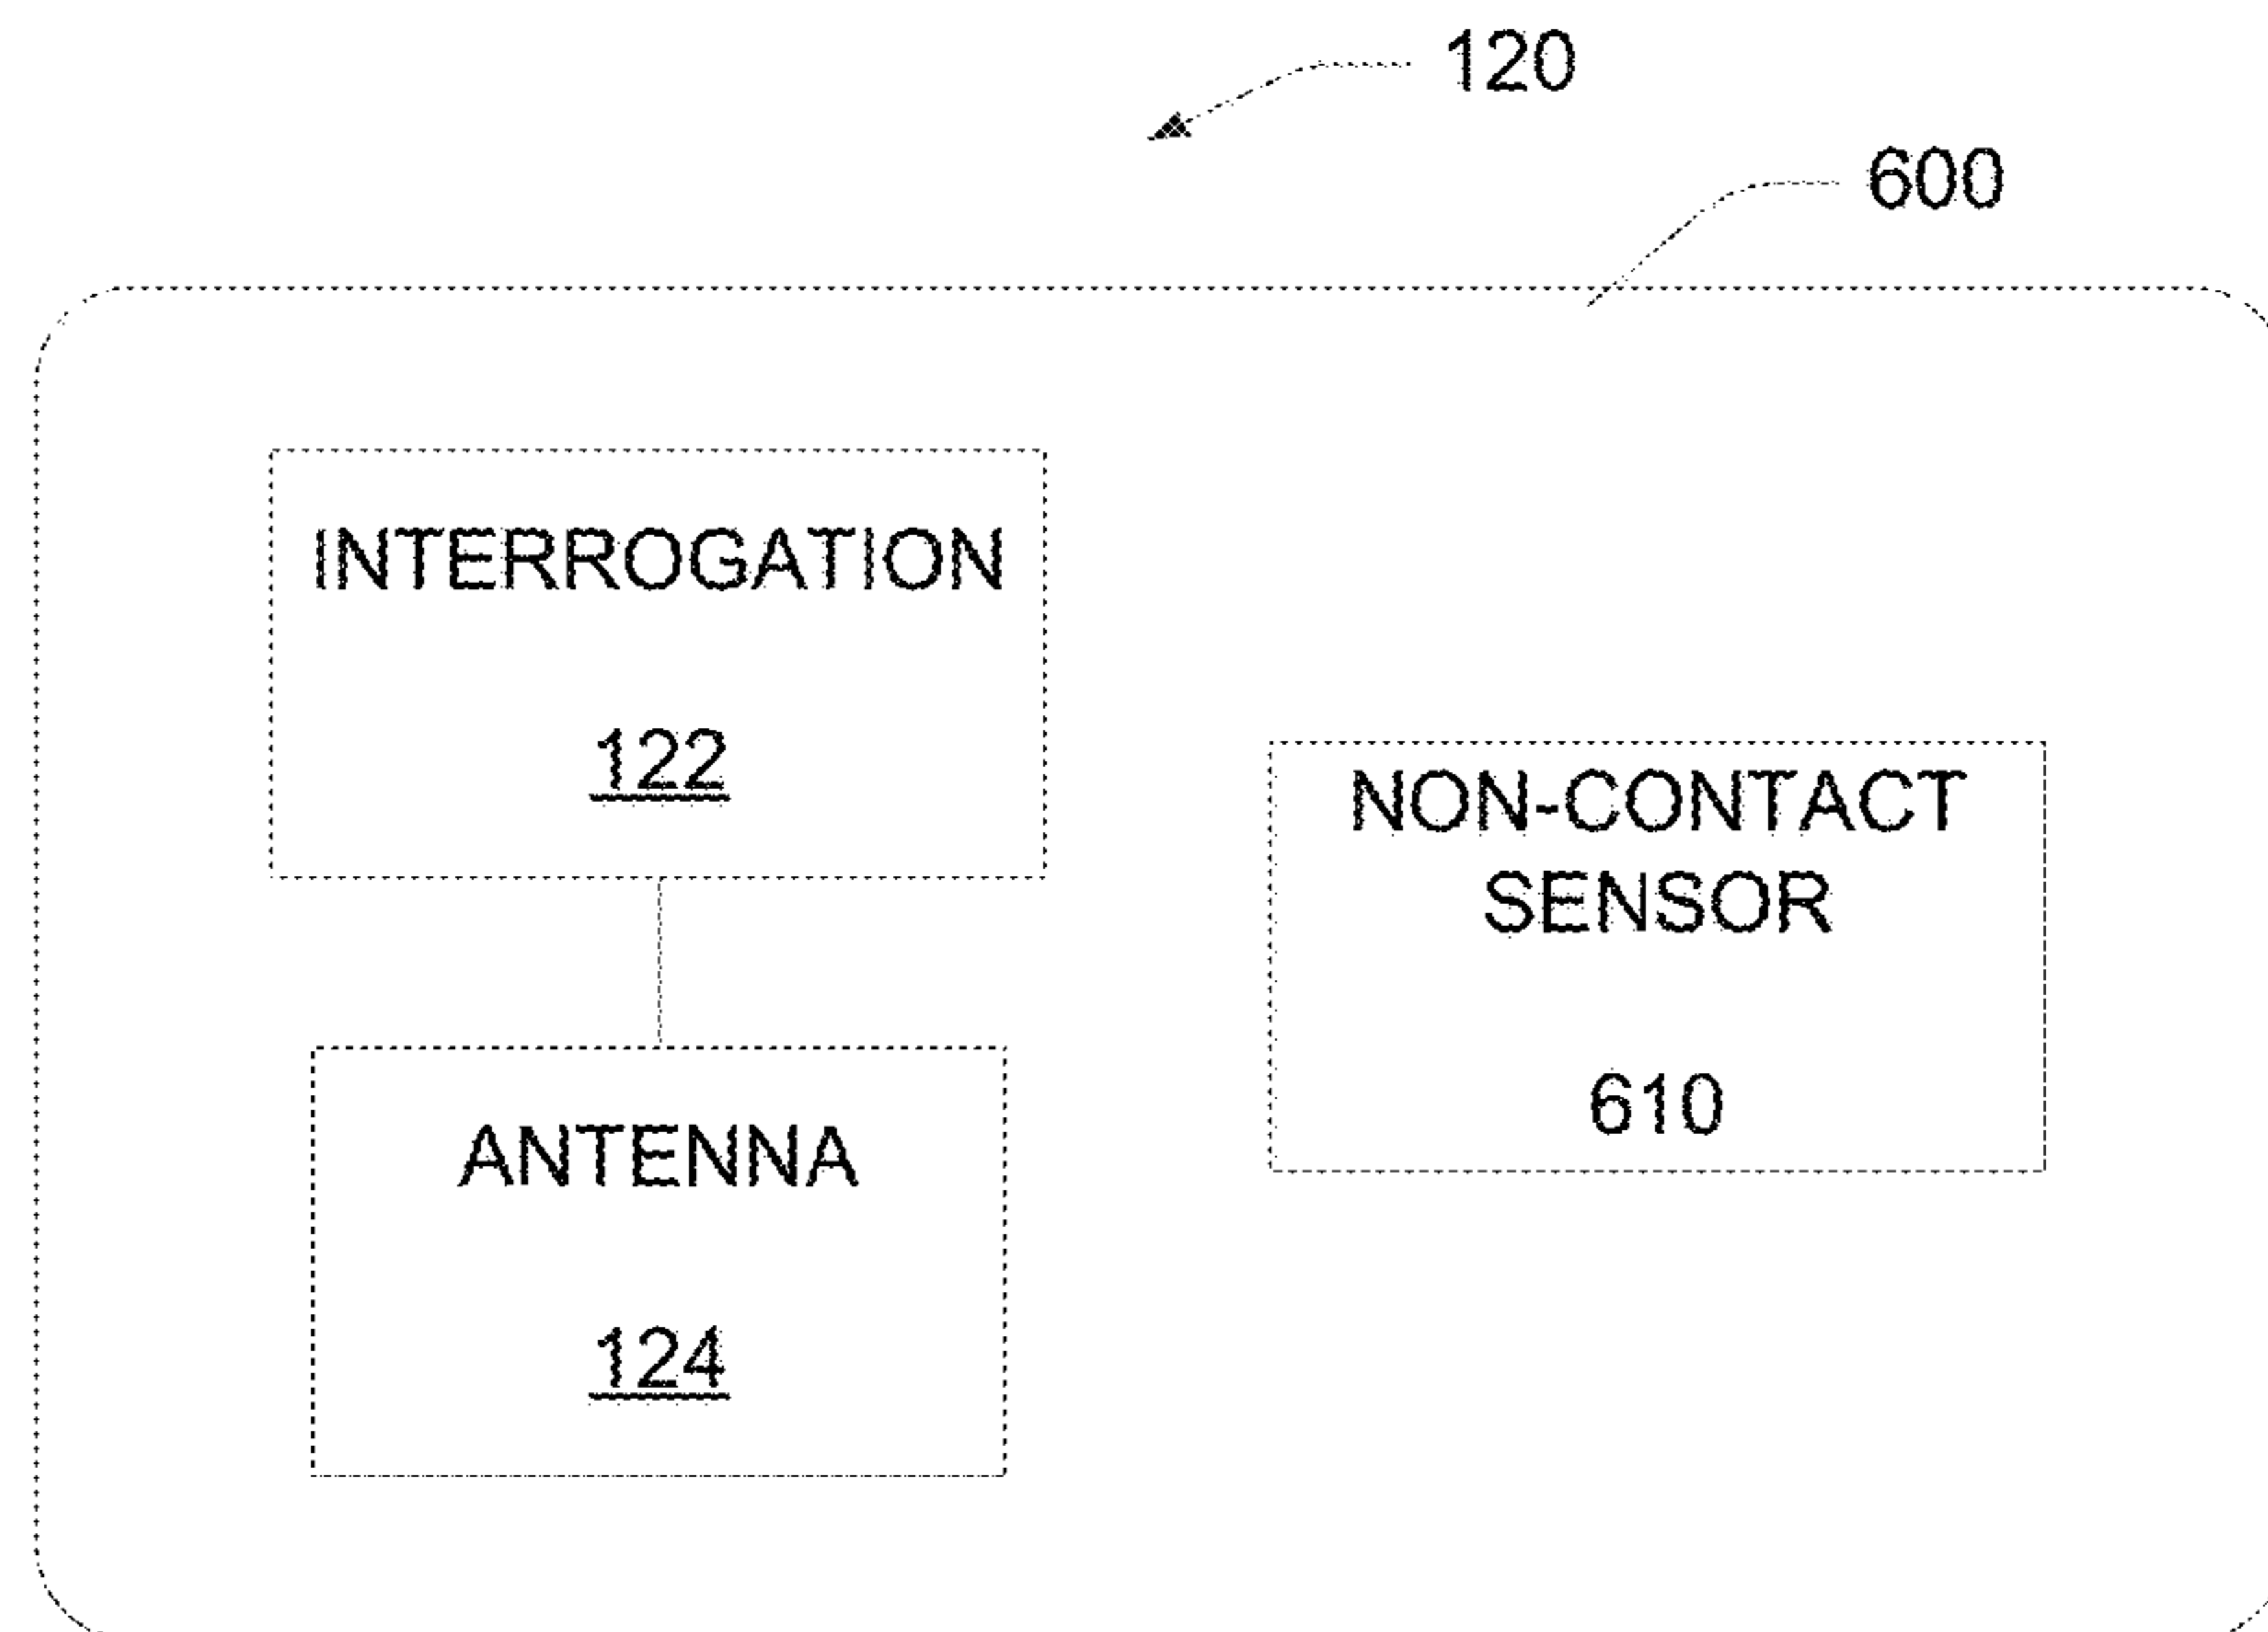 120
600
INTERROGATION
122
NON-CONTACT
SENSOR
610
ANTENNA
124